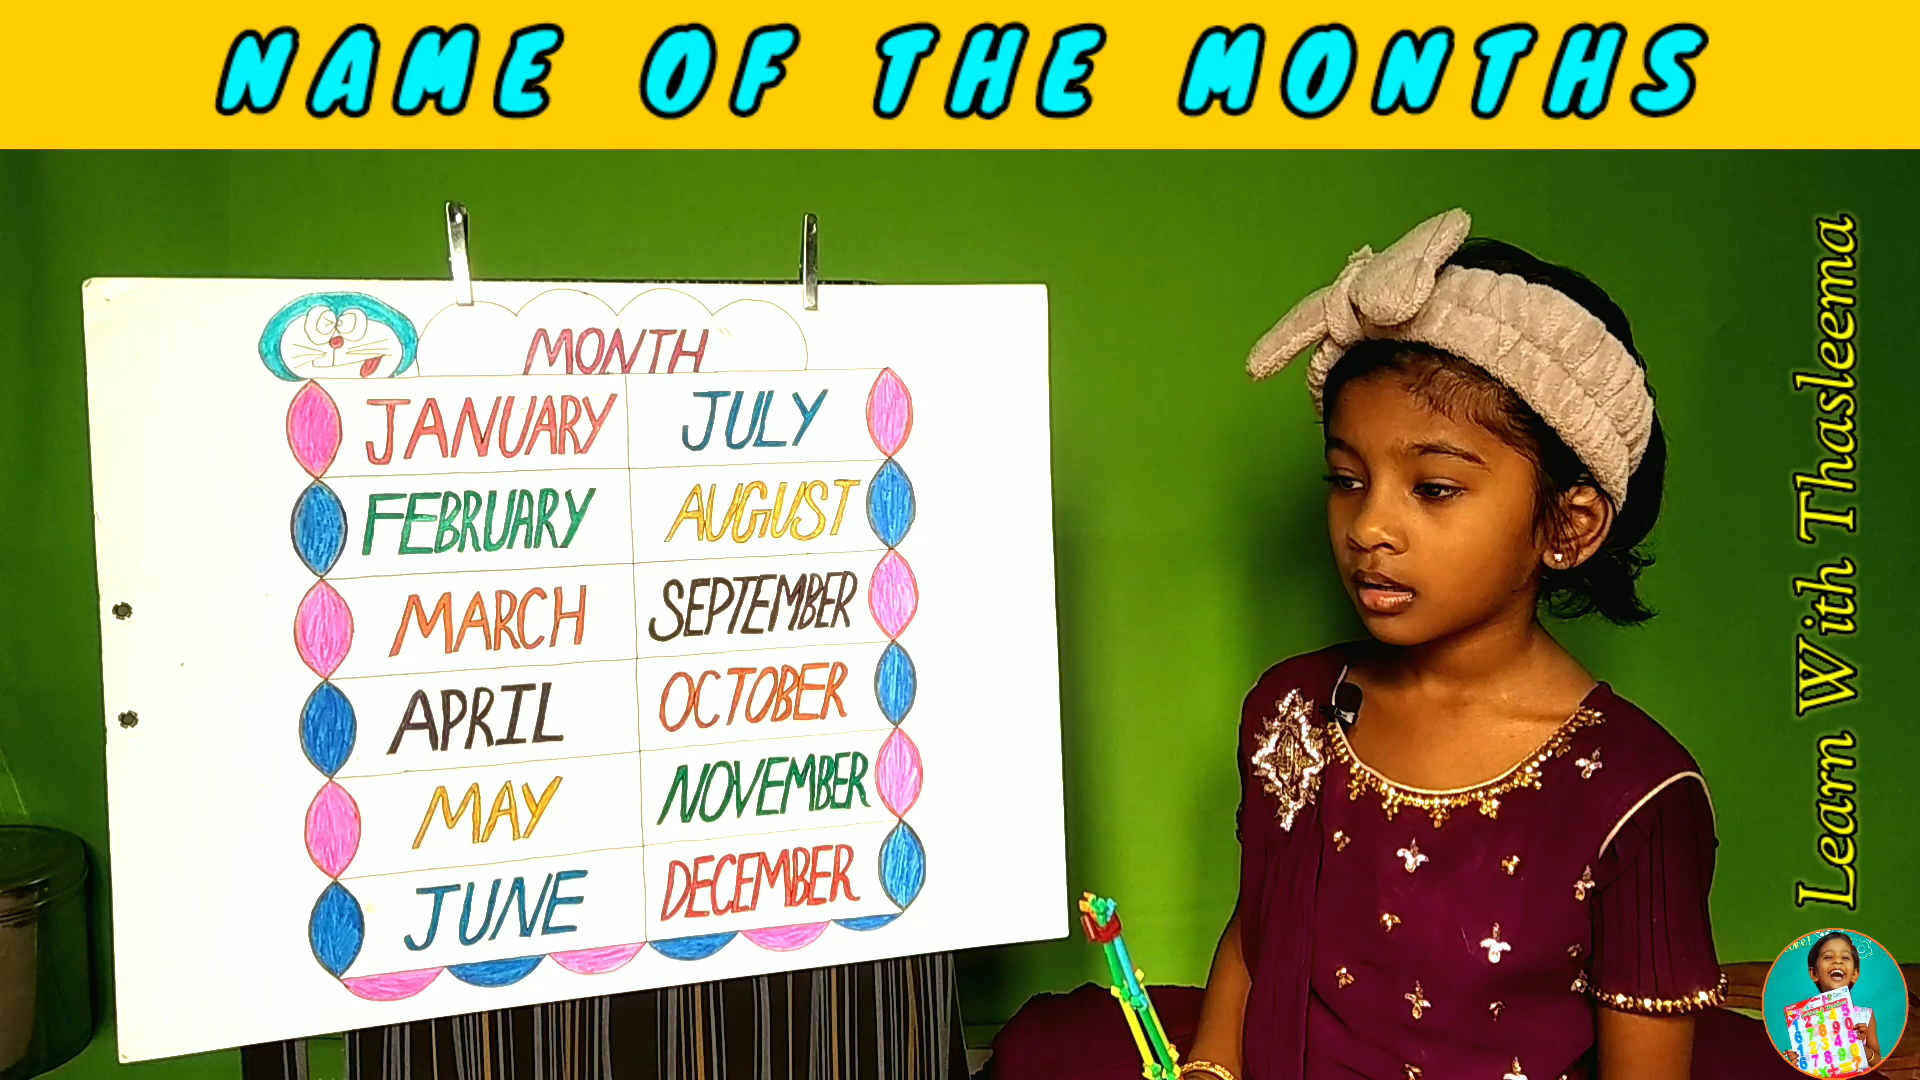 NAME OF THE MONTHS
MONTH
JANUARY
JULY
FEBRUARY
AUGUST
MARCH
SEPTEMBER
APRIL
OCTOBER
MAY
NOVEMBER
JUNE
DECEMBER
Learn With Thasleema